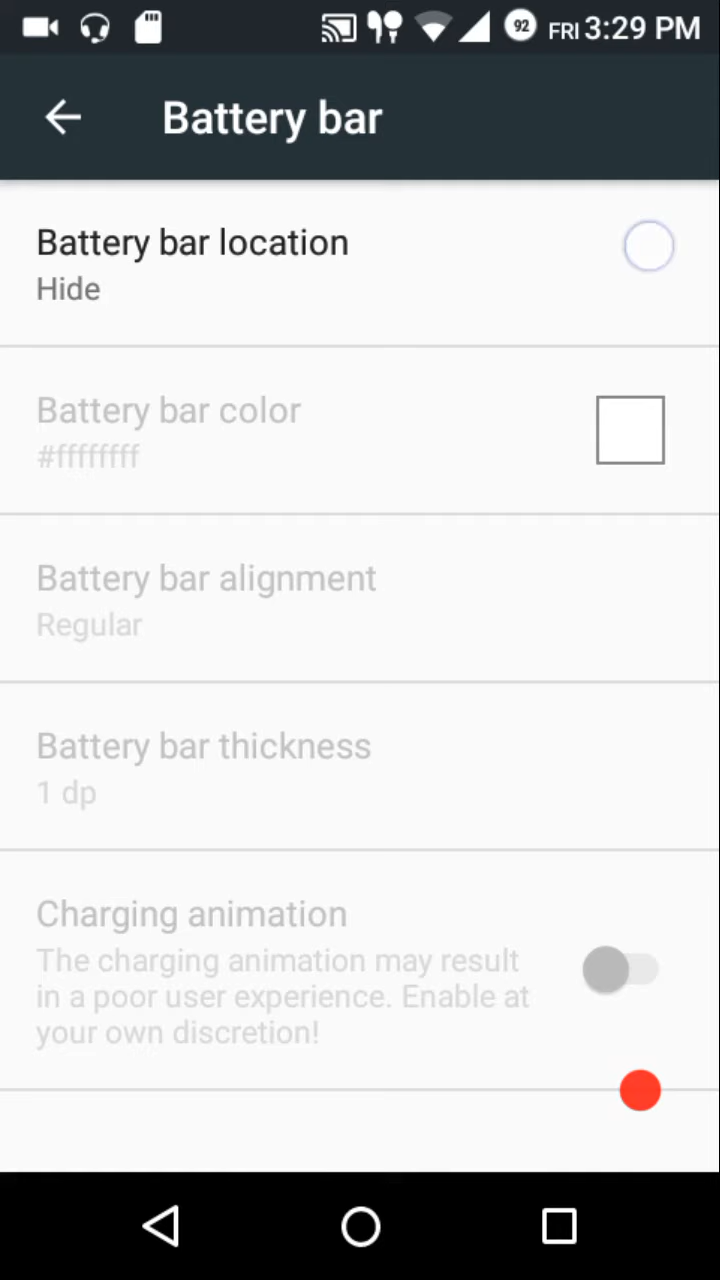 92 FRI 3:29 PM
Battery bar
Battery bar location
Hide
Battery bar color
#ffffffff
Battery bar alignment
Regular
Battery bar thickness
1 dp
Charging animation
The charging animation may result
in a poor user experience. Enable at
your own discretion!